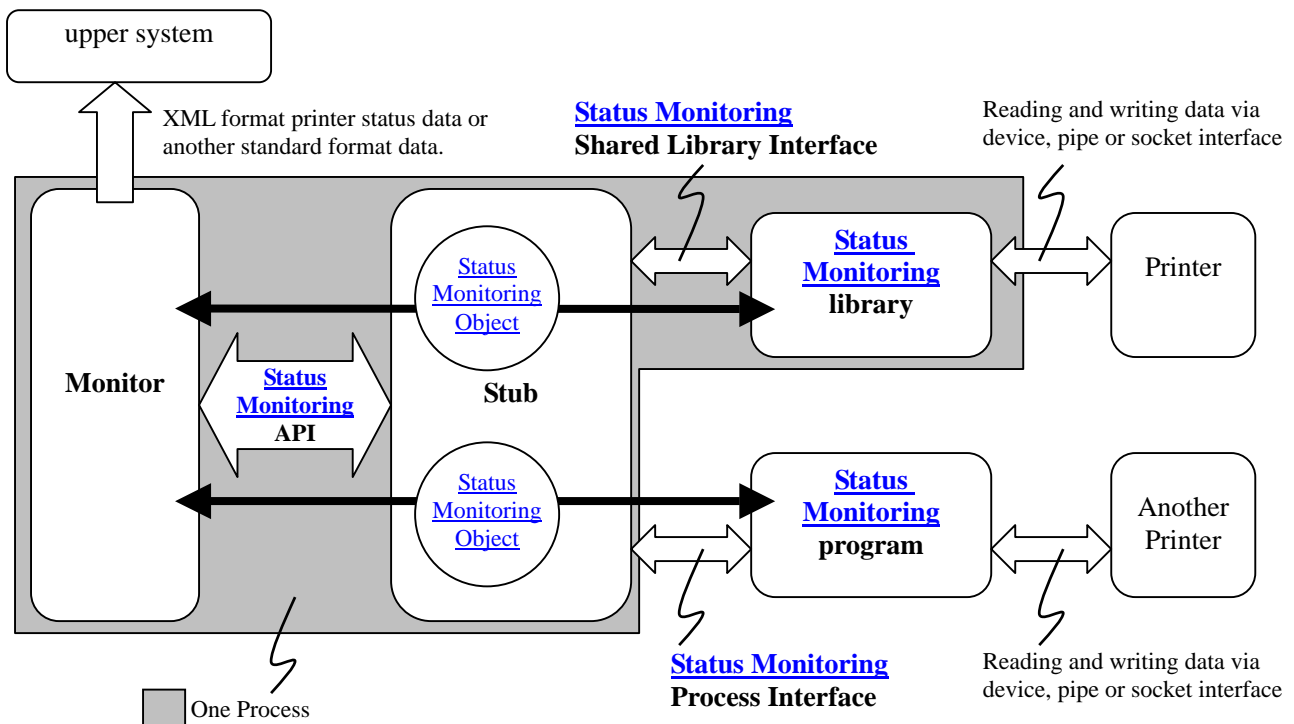 upper system
XML format printer status data or
another standard format data.
Status Monitoring
Shared Library Interface
Reading and writing data via
device, pipe or socket interface
Monitor
Status
Monitoring
API
Status
Monitoring
Object
Stub
Status
Monitoring
Object
Status
Monitoring
library
Printer
Status
Monitoring
program
Another
Printer
Status Monitoring
Process Interface
Reading and writing data via
device, pipe or socket interface
One Process